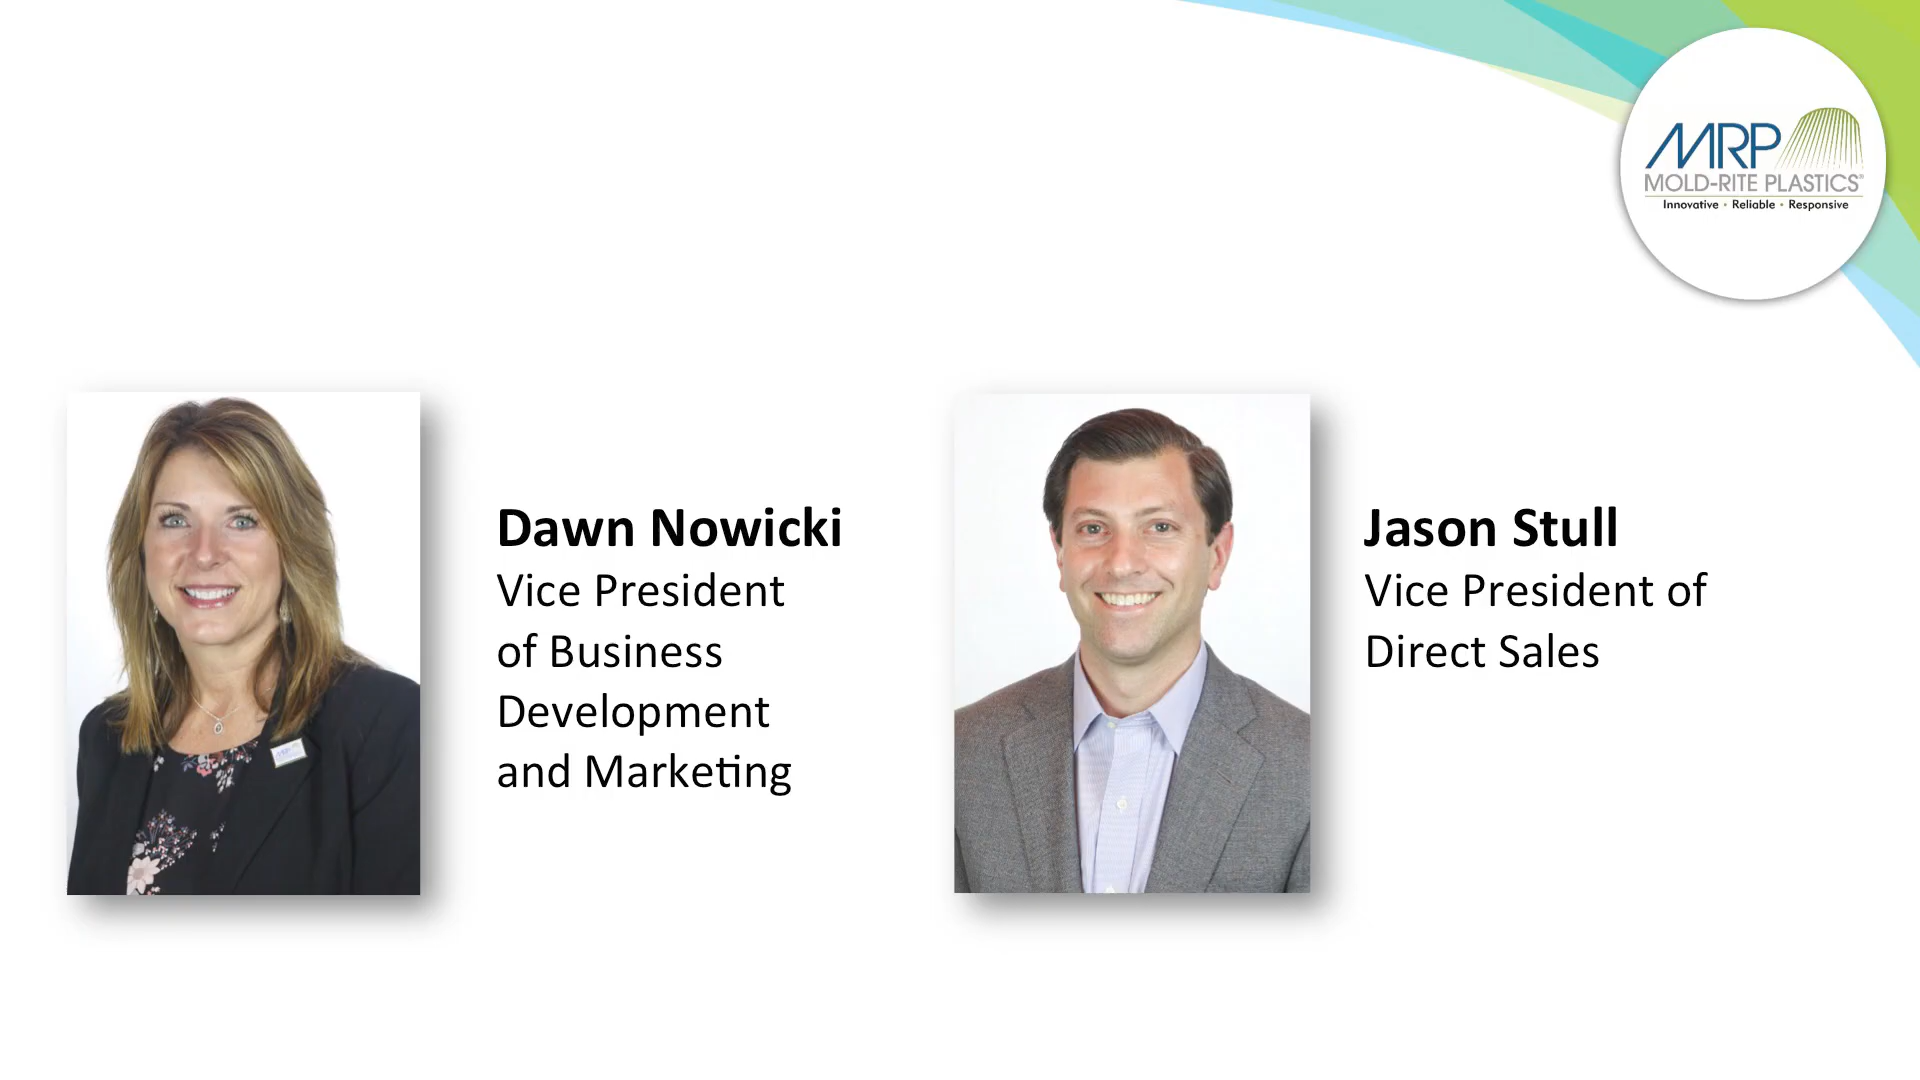 MRP
MOLD-RITE PLASTICS®
Innovative • Reliable • Responsive
Dawn Nowicki
Vice President
of Business
Development
and Marketing
MRP
Jason Stull
Vice President of
Direct Sales